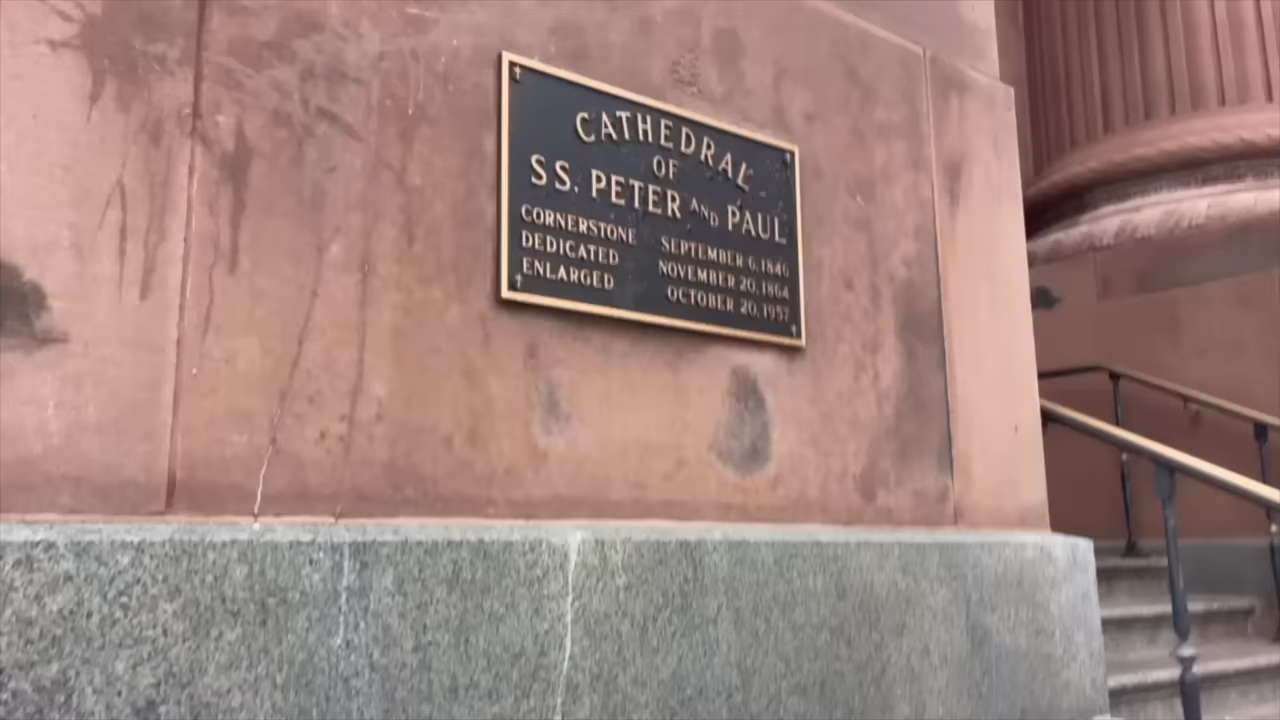 CATHEDRAL
OF
SS. PETER AND PAUL
CORNERSTONE SEPTEMBER 6, 1846
DEDICATED NOVEMBER 20, 1864
ENLARGED OCTOBER 20, 1957